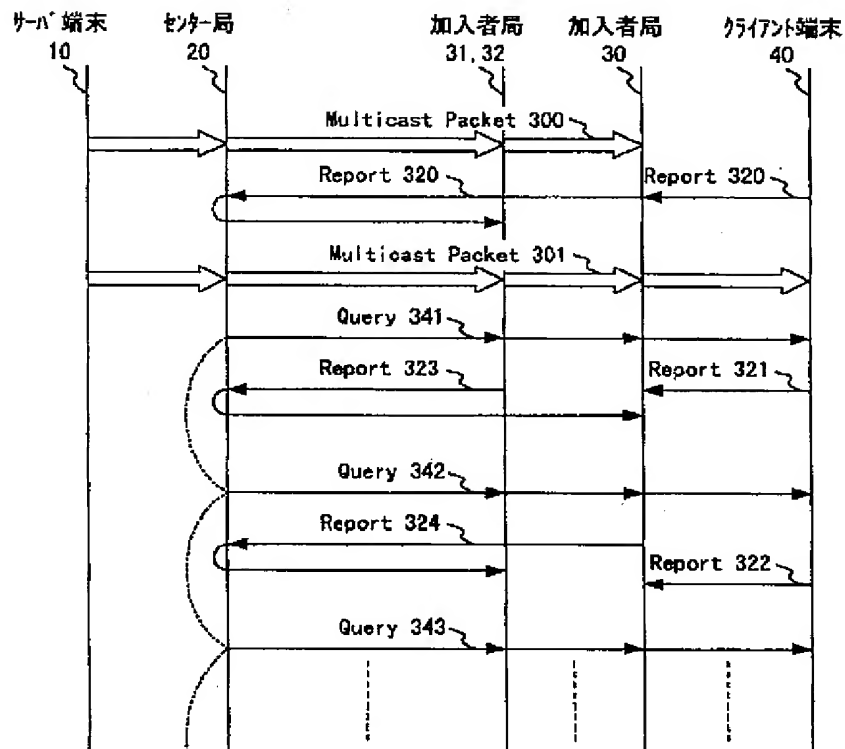 サーバ端末
10
センター局
20
加入者局
31,32
加入者局
30
クライアント端末
40
Multicast Packet 300
Report 320
Report 320
Multicast Packet 301
Query 341
Report 323
Report 321
Query 342
Report 324
Report 322
Query 343